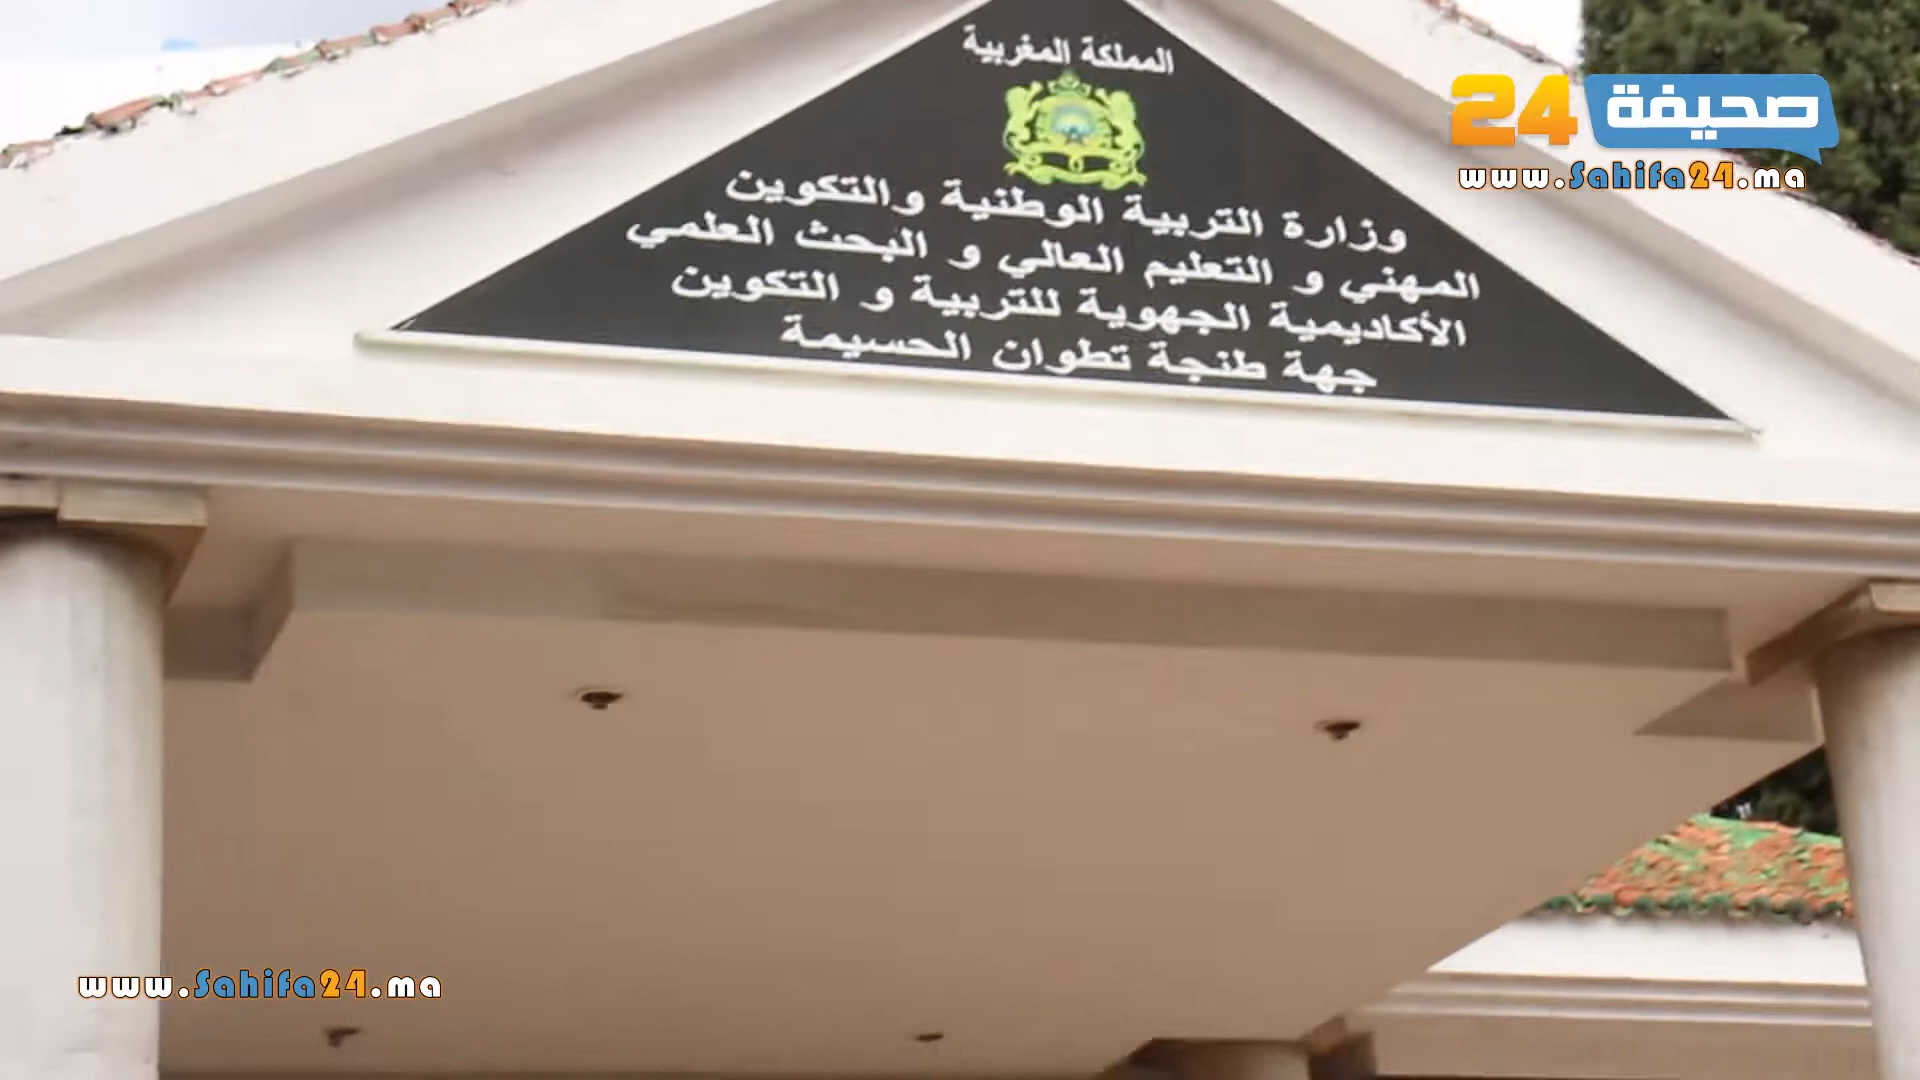 المملكة المغربية
وزارة التربية الوطنية والتكوين
المهني و التعليم العالي و البحث العلمي
الأكاديمية الجهوية للتربية و التكوين
جهة طنجة تطوان الحسيمة
صحيفة 24
www.Sahifa24.ma
www.Sahifa24.ma